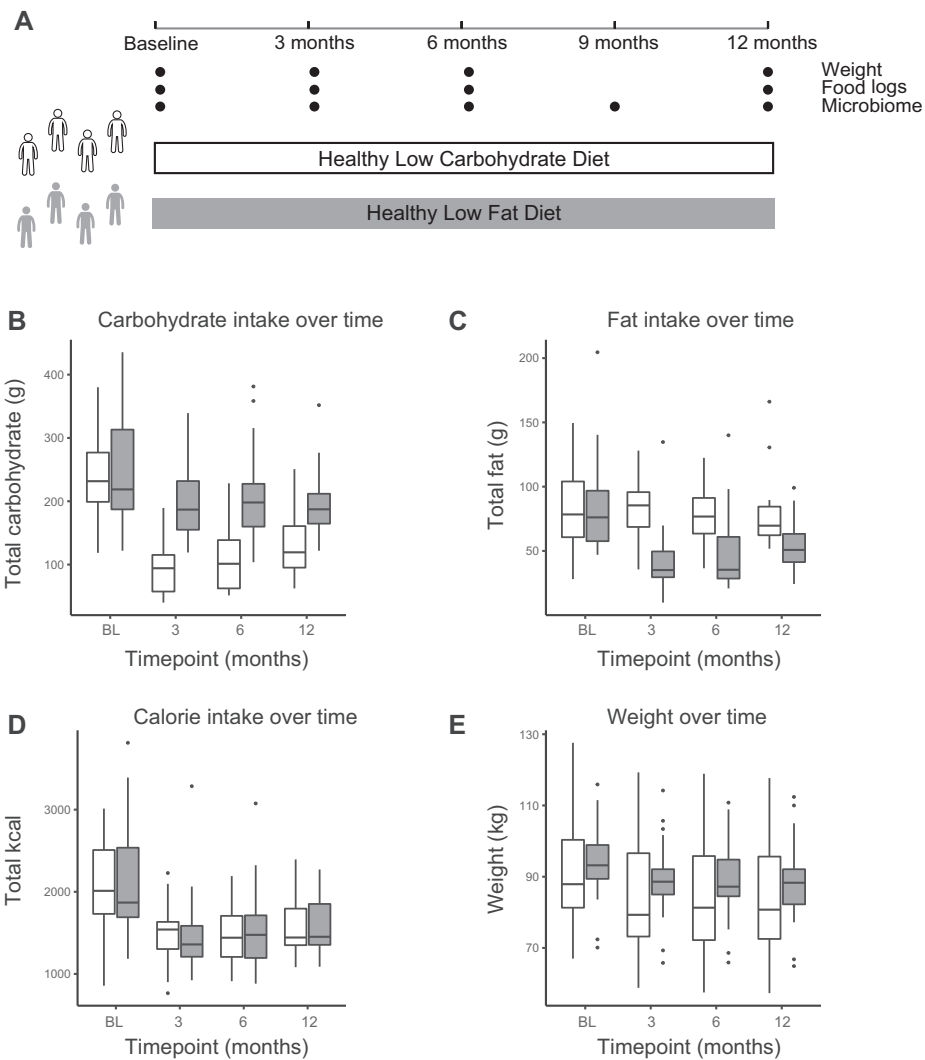 A
Baseline 3 months 6 months 9 months 12 months
Weight
Food logs
Microbiome
Healthy Low Carbohydrate Diet
Healthy Low Fat Diet
B
Carbohydrate intake over time
Total carbohydrate (g)
400
300
200
100
BL 3 6 12
Timepoint (months)
C
Fat intake over time
Total fat (g)
200
150
100
50
BL 3 6 12
Timepoint (months)
D
Calorie intake over time
Total kcal
3000
2000
1000
BL 3 6 12
Timepoint (months)
E
Weight over time
Weight (kg)
130
110
90
70
BL 3 6 12
Timepoint (months)